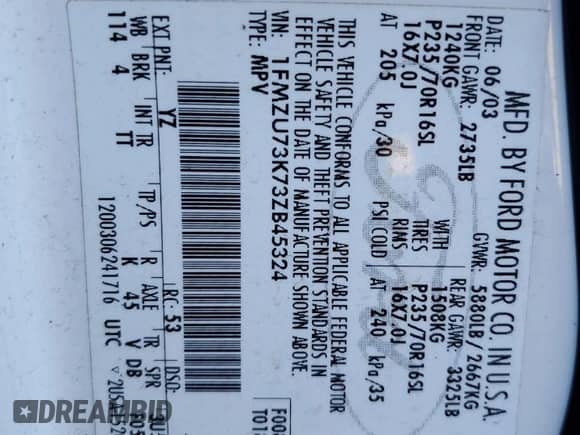 MFD. BY FORD MOTOR CO. IN U.S.A.
DATE: 06/03 GVWR: 5880LB/2667KG
FRONT GAWR: 2735LB REAR GAWR: 3325LB
1240KG WITH 1508KG
P235/70R16SL TIRES P235/70R16SL
16X7.0J RIMS 16X7.0J
AT 205 kPa/30 PSI COLD AT 240 kPa/35
THIS VEHICLE CONFORMS TO ALL APPLICABLE FEDERAL MOTOR
VEHICLE SAFETY AND THEFT PREVENTION STANDARDS IN
EFFECT ON THE DATE OF MANUFACTURE SHOWN ABOVE.
VIN: 1FMZU73K73ZB45324
TYPE: MPV
EXT PNT: YZ RC: 53 DSO:
WB BRK INT TR TP/PS R AXLE TR SPR
114 4 TT K 45 V DB
1200306241716 UTC
DREAMBID